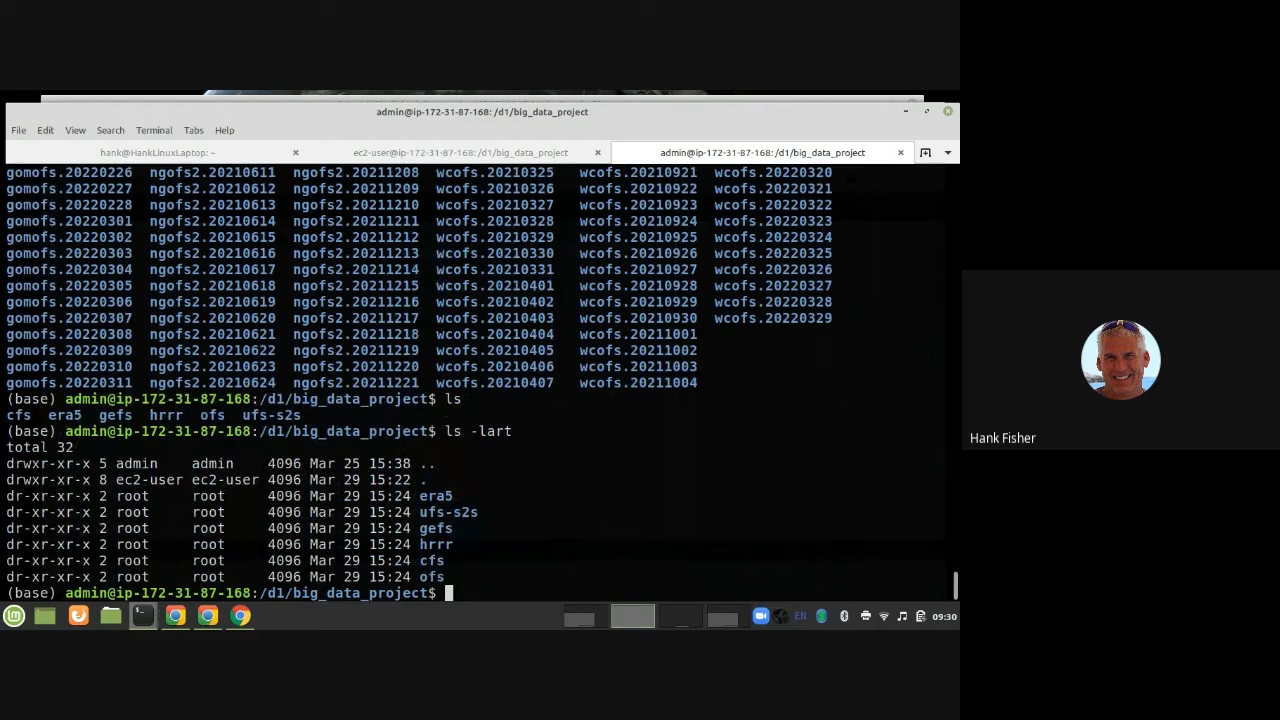 admin@ip-172-31-87-168: /d1/big_data_project
File Edit View Search Terminal Tabs Help
hank@HankLinuxLaptop: ~ ec2-user@ip-172-31-87-168: /d1/big_data_project admin@ip-172-31-87-168: /d1/big_data_project
gomofs.20220226 ngofs2.20210611 ngofs2.20211208 wcofs.20210325 wcofs.20210921 wcofs.20220320
gomofs.20220227 ngofs2.20210612 ngofs2.20211209 wcofs.20210326 wcofs.20210922 wcofs.20220321
gomofs.20220228 ngofs2.20210613 ngofs2.20211210 wcofs.20210327 wcofs.20210923 wcofs.20220322
gomofs.20220301 ngofs2.20210614 ngofs2.20211211 wcofs.20210328 wcofs.20210924 wcofs.20220323
gomofs.20220302 ngofs2.20210615 ngofs2.20211212 wcofs.20210329 wcofs.20210925 wcofs.20220324
gomofs.20220303 ngofs2.20210616 ngofs2.20211213 wcofs.20210330 wcofs.20210926 wcofs.20220325
gomofs.20220304 ngofs2.20210617 ngofs2.20211214 wcofs.20210331 wcofs.20210927 wcofs.20220326
gomofs.20220305 ngofs2.20210618 ngofs2.20211215 wcofs.20210401 wcofs.20210928 wcofs.20220327
gomofs.20220306 ngofs2.20210619 ngofs2.20211216 wcofs.20210402 wcofs.20210929 wcofs.20220328
gomofs.20220307 ngofs2.20210620 ngofs2.20211217 wcofs.20210403 wcofs.20210930 wcofs.20220329
gomofs.20220308 ngofs2.20210621 ngofs2.20211218 wcofs.20210404 wcofs.20211001
gomofs.20220309 ngofs2.20210622 ngofs2.20211219 wcofs.20210405 wcofs.20211002
gomofs.20220310 ngofs2.20210623 ngofs2.20211220 wcofs.20210406 wcofs.20211003
gomofs.20220311 ngofs2.20210624 ngofs2.20211221 wcofs.20210407 wcofs.20211004
(base) admin@ip-172-31-87-168:/d1/big_data_project$ ls
cfs era5 gefs hrrr ofs ufs-s2s
(base) admin@ip-172-31-87-168:/d1/big_data_project$ ls -lart
total 32
drwxr-xr-x 5 admin admin 4096 Mar 25 15:38 ..
drwxr-xr-x 8 ec2-user ec2-user 4096 Mar 29 15:22 .
dr-xr-xr-x 2 root root 4096 Mar 29 15:24 era5
dr-xr-xr-x 2 root root 4096 Mar 29 15:24 ufs-s2s
dr-xr-xr-x 2 root root 4096 Mar 29 15:24 gefs
dr-xr-xr-x 2 root root 4096 Mar 29 15:24 hrrr
dr-xr-xr-x 2 root root 4096 Mar 29 15:24 cfs
dr-xr-xr-x 2 root root 4096 Mar 29 15:24 ofs
(base) admin@ip-172-31-87-168:/d1/big_data_project$
EN 09:30
Hank Fisher